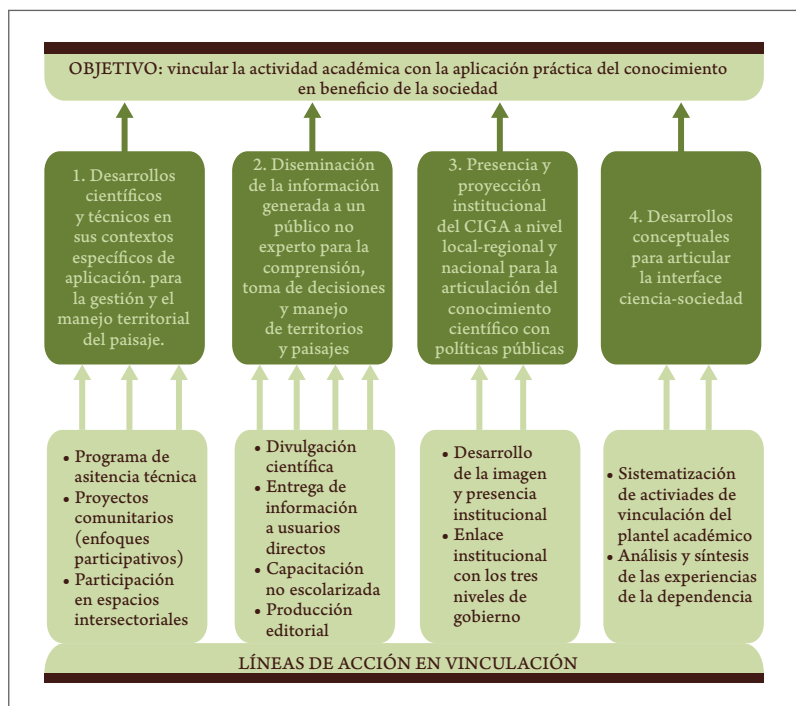 OBJETIVO: vincular la actividad académica con la aplicación práctica del conocimiento
en beneficio de la sociedad
1. Desarrollos
científicos
y técnicos en
sus contextos
específicos de
aplicación. para
la gestión y el
manejo territorial
del paisaje.
2. Diseminación
de la información
generada a un
público no
experto para la
comprensión,
toma de decisiones
y manejo
de territorios
y paisajes
3. Presencia y
proyección
institucional
del CIGA a nivel
local-regional y
nacional para la
articulación del
conocimiento
científico con
políticas públicas
4. Desarrollos
conceptuales
para articular
la interface
ciencia-sociedad
• Programa de
asitencia técnica
• Proyectos
comunitarios
(enfoques
participativos)
• Participación
en espacios
intersectoriales
• Divulgación
científica
• Entrega de
información
a usuarios
directos
• Capacitación
no escolarizada
• Producción
editorial
• Desarrollo
de la imagen
y presencia
institucional
• Enlace
institucional
con los tres
niveles de
gobierno
• Sistematización
de activiades de
vinculación del
plantel académico
• Análisis y síntesis
de las experiencias
de la dependencia
LÍNEAS DE ACCIÓN EN VINCULACIÓN